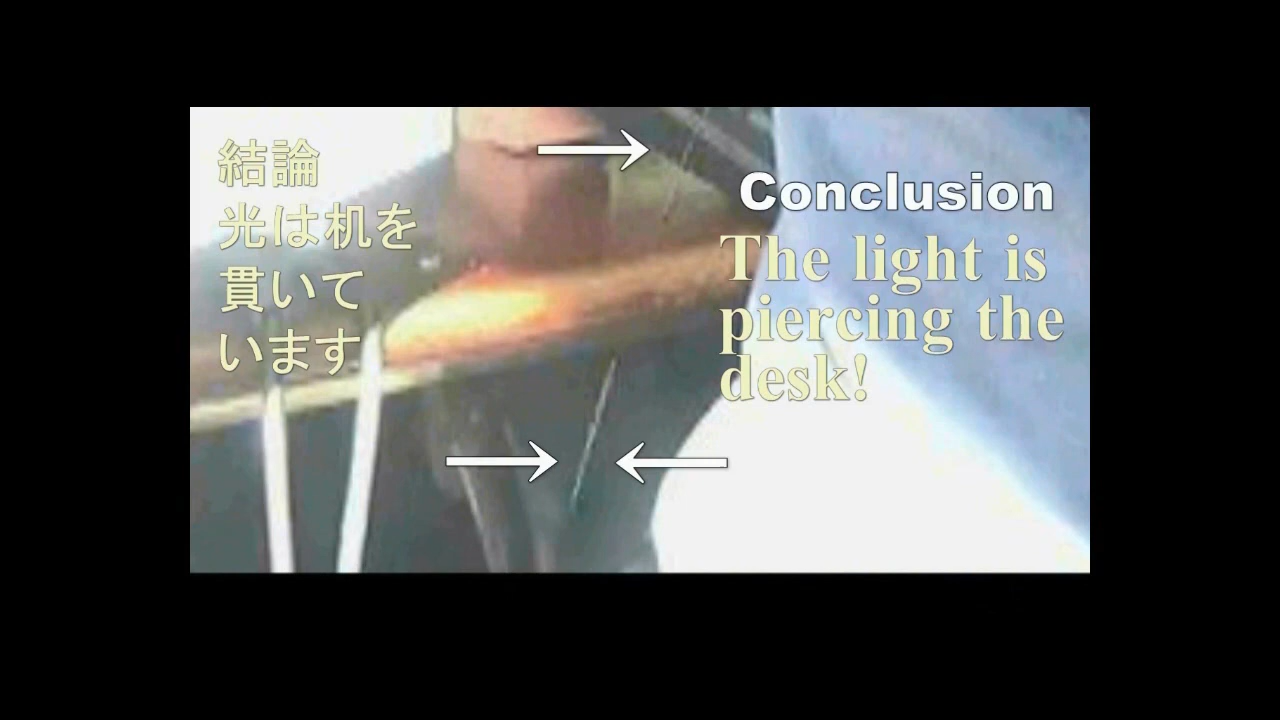 結論
光は机を
貫いて
います
Conclusion
The light is
piercing the
desk!